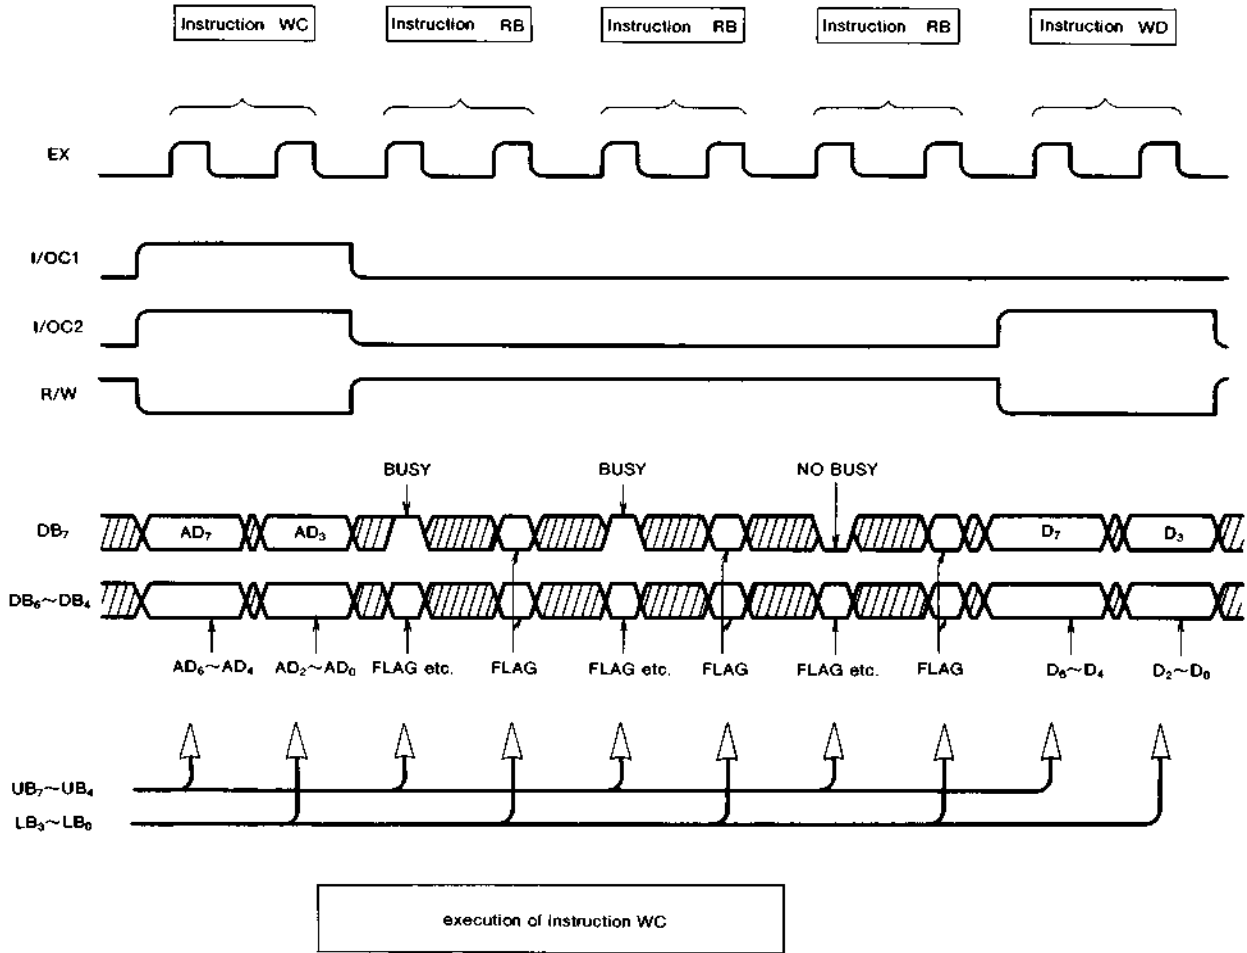 Instruction WC Instruction RB Instruction RB Instruction RB Instruction WD
EX
I/OC1
I/OC2
R/W
BUSY BUSY NO BUSY
DB₇ AD₇ AD₃ D₇ D₃
DB₆~DB₄
AD₆~AD₄ AD₂~AD₀ FLAG etc. FLAG FLAG etc. FLAG FLAG etc. FLAG D₆~D₄ D₂~D₀
UB₇~UB₄
LB₃~LB₀
execution of instruction WC